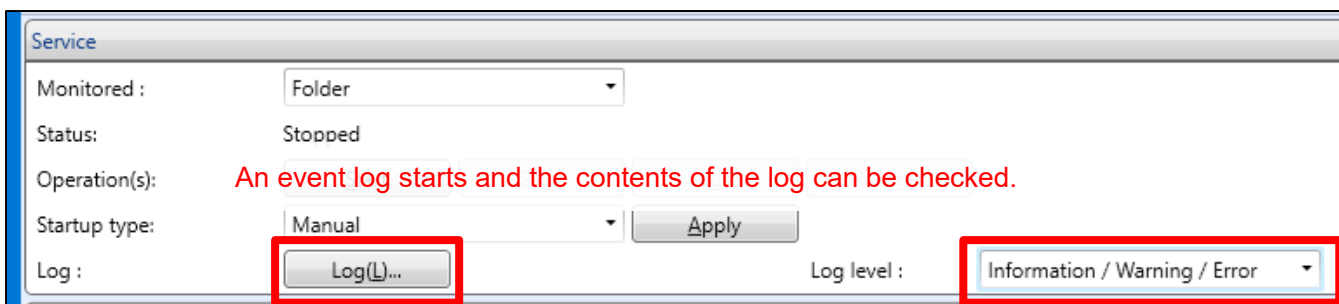 Service
Monitored : Folder
Status: Stopped
Operation(s): An event log starts and the contents of the log can be checked.
Startup type: Manual Apply
Log : Log(L)... Log level : Information / Warning / Error